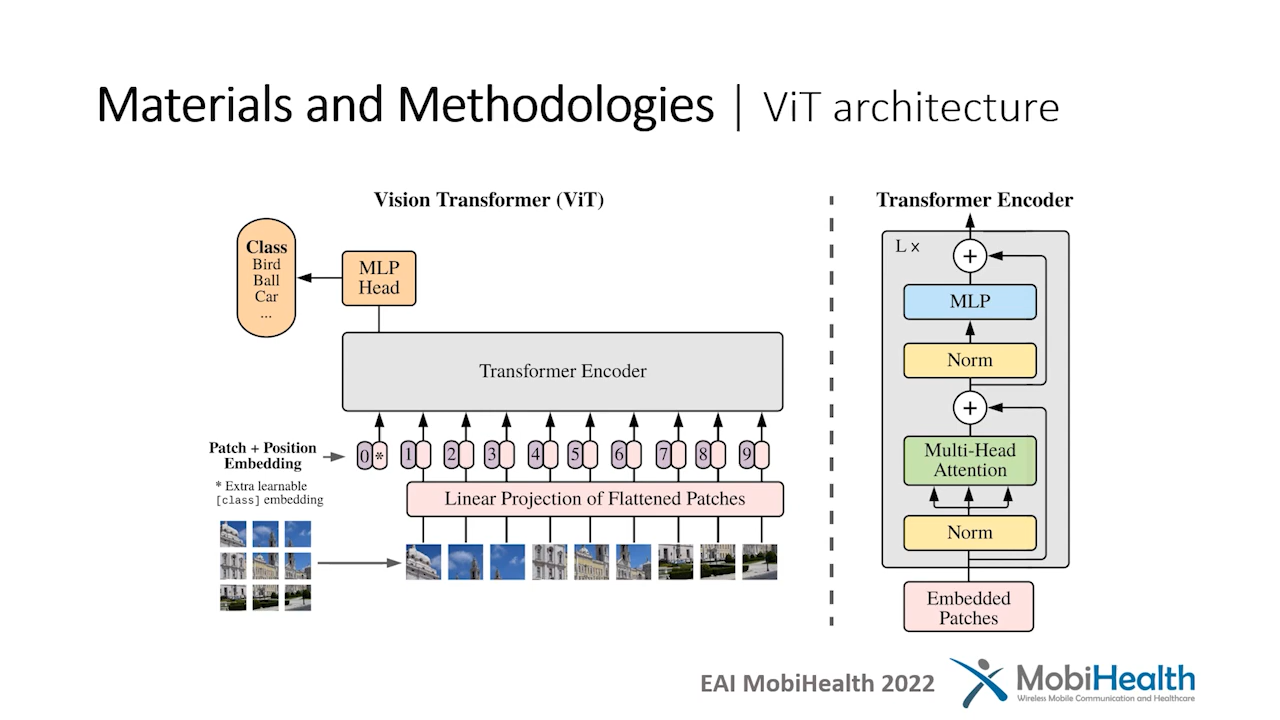 Materials and Methodologies | ViT architecture
Vision Transformer (ViT)
Class
Bird
Ball
Car
...
MLP
Head
Transformer Encoder
Patch + Position
Embedding
* Extra learnable
[class] embedding
0 * 1 2 3 4 5 6 7 8 9
Linear Projection of Flattened Patches
Transformer Encoder
L x
+
MLP
Norm
+
Multi-Head
Attention
Norm
Embedded
Patches
EAI MobiHealth 2022
MobiHealth
Wireless Mobile Communication and Healthcare